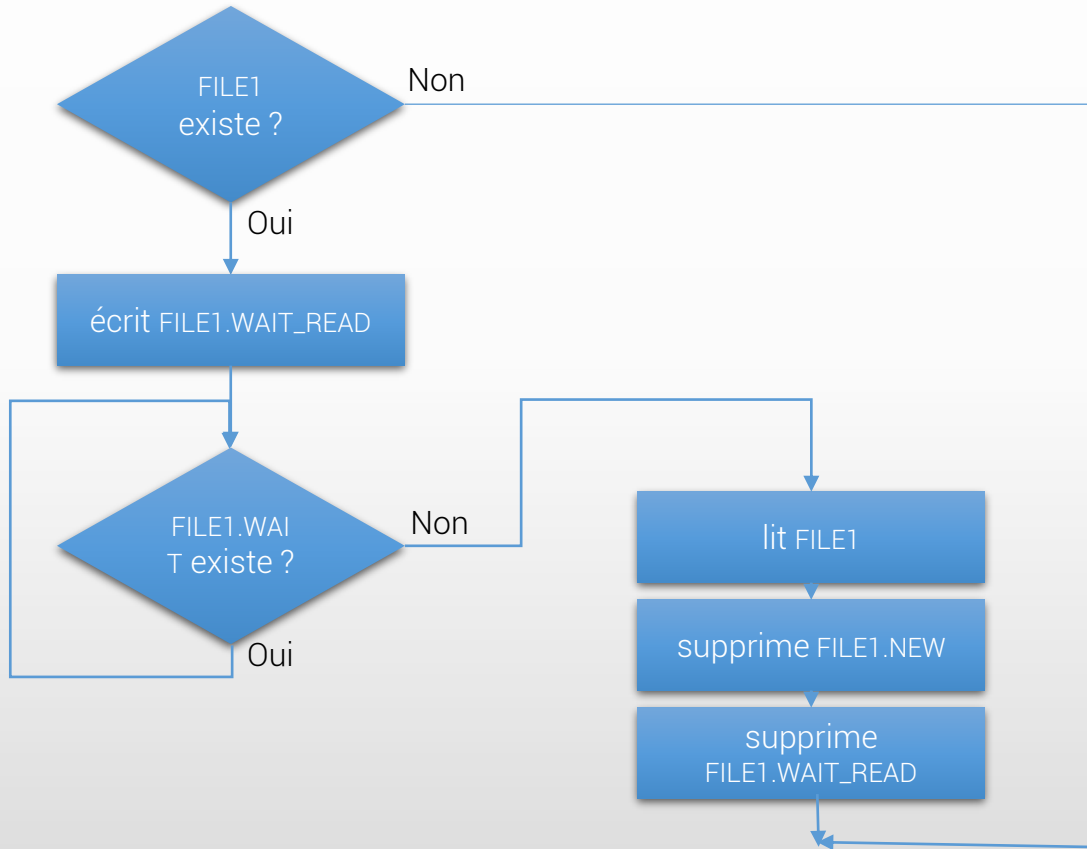 FILE1
existe ?
Non
Oui
écrit FILE1.WAIT_READ
FILE1.WAI
T existe ?
Non
Oui
lit FILE1
supprime FILE1.NEW
supprime
FILE1.WAIT_READ